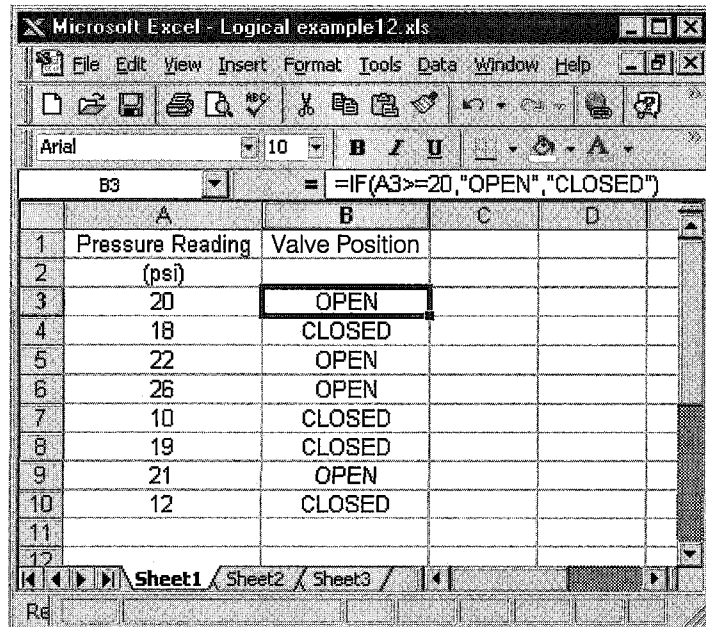 Microsoft Excel - Logical example12.xls
File Edit View Insert Format Tools Data Window Help
ABC
Arial 10 B I U A
B3 = =IF(A3>=20,"OPEN","CLOSED")
A B C D
1 Pressure Reading Valve Position
2 (psi)
3 20 OPEN
4 18 CLOSED
5 22 OPEN
6 26 OPEN
7 10 CLOSED
8 19 CLOSED
9 21 OPEN
10 12 CLOSED
11
12
Sheet1 Sheet2 Sheet3
Re